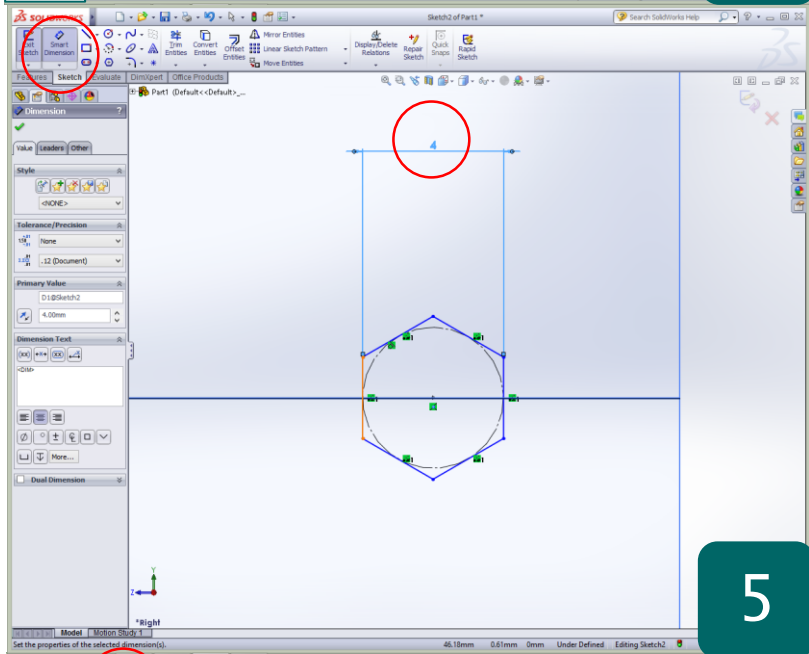 SOLIDWORKS
Sketch2 of Part1 *
Search SolidWorks Help
Exit Sketch
Smart Dimension
Trim Entities
Convert Entities
Offset Entities
Mirror Entities
Linear Sketch Pattern
Move Entities
Display/Delete Relations
Repair Sketch
Quick Snaps
Rapid Sketch
Features Sketch Evaluate DimXpert Office Products
Part1 (Default<<Default>_...
Dimension ?
Value Leaders Other
4
Style
<NONE>
Tolerance/Precision
None
.12 (Document)
Primary Value
D1@Sketch2
4.00mm
Dimension Text
<DIM>
More...
Dual Dimension
Y
Z
*Right
5
Model Motion Study 1
Set the properties of the selected dimension(s). 46.18mm 0.61mm 0mm Under Defined Editing Sketch2